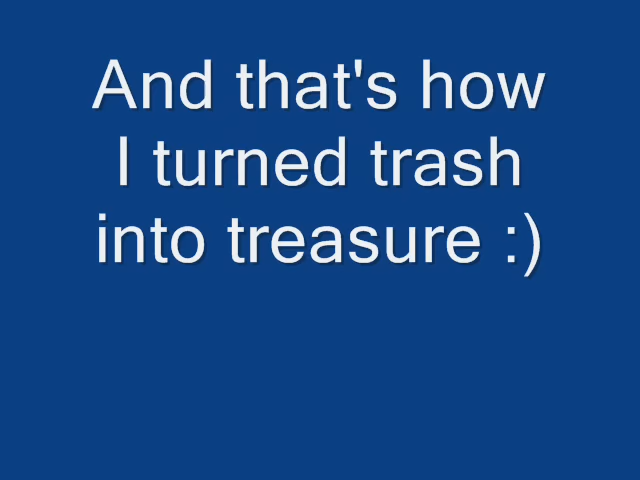 And that's how
I turned trash
into treasure :)